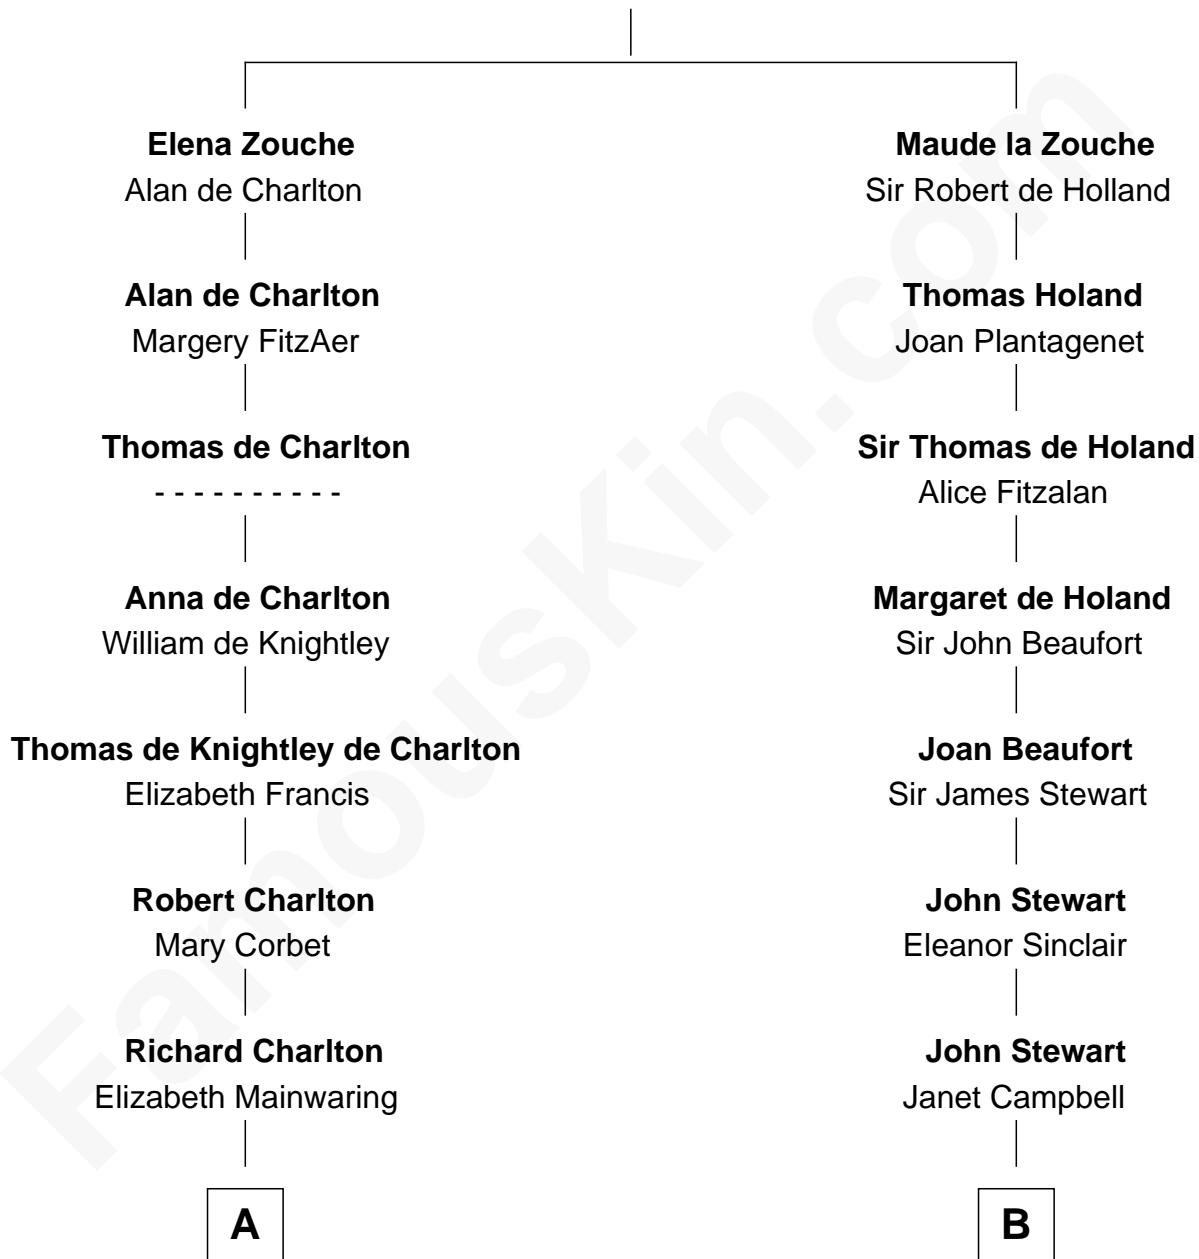 Elena Zouche
Alan de Charlton
Alan de Charlton
Margery FitzAer
Thomas de Charlton
- - - - - - - - - -
Anna de Charlton
William de Knightley
Thomas de Knightley de Charlton
Elizabeth Francis
Robert Charlton
Mary Corbet
Richard Charlton
Elizabeth Mainwaring
A
Maude la Zouche
Sir Robert de Holland
Thomas Holand
Joan Plantagenet
Sir Thomas de Holand
Alice Fitzalan
Margaret de Holand
Sir John Beaufort
Joan Beaufort
Sir James Stewart
John Stewart
Eleanor Sinclair
John Stewart
Janet Campbell
B
FamousKin.com